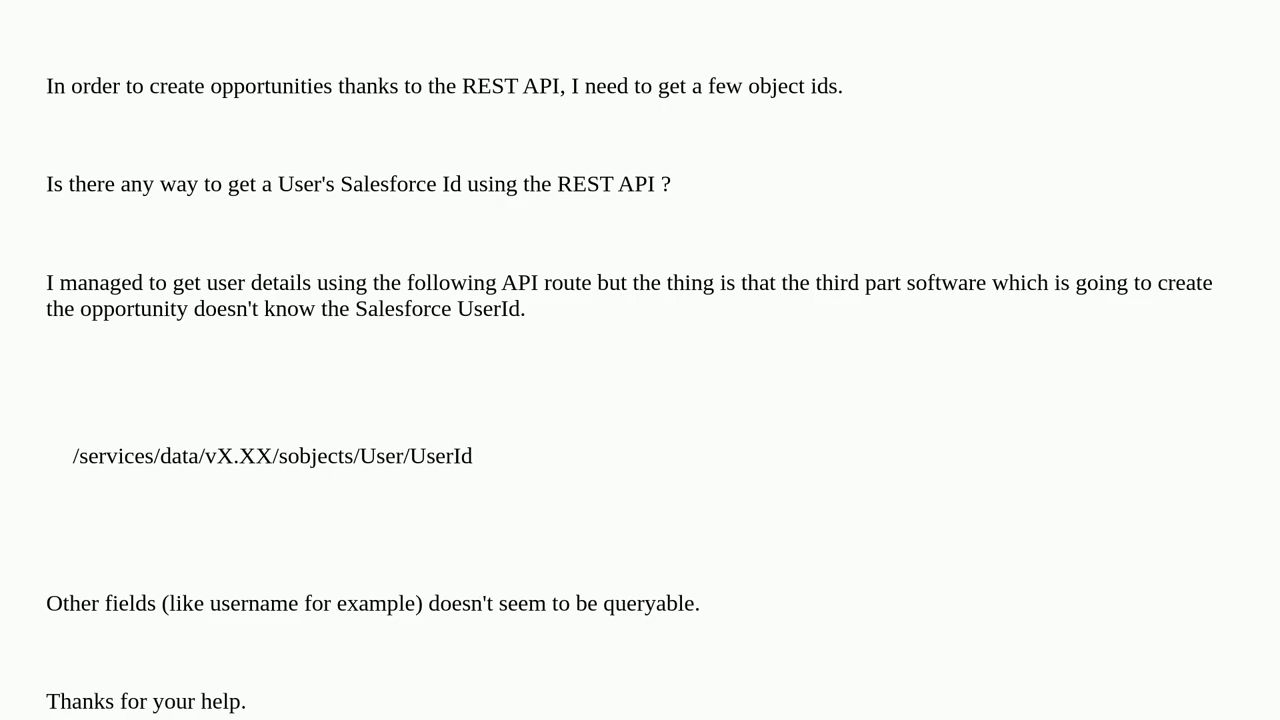 In order to create opportunities thanks to the REST API, I need to get a few object ids.
Is there any way to get a User's Salesforce Id using the REST API ?
I managed to get user details using the following API route but the thing is that the third part software which is going to create
the opportunity doesn't know the Salesforce UserId.
/services/data/vX.XX/sobjects/User/UserId
Other fields (like username for example) doesn't seem to be queryable.
Thanks for your help.